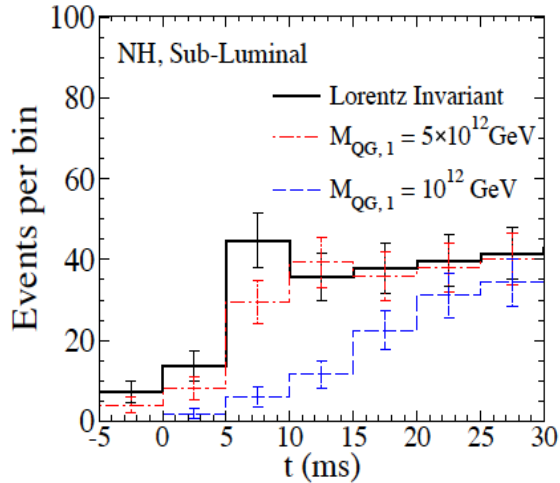 100
80
60
40
20
0
Events per bin
NH, Sub-Luminal
Lorentz Invariant
M_{QG, 1} = 5×10^{12}GeV
M_{QG, 1} = 10^{12} GeV
-5 0 5 10 15 20 25 30
t (ms)